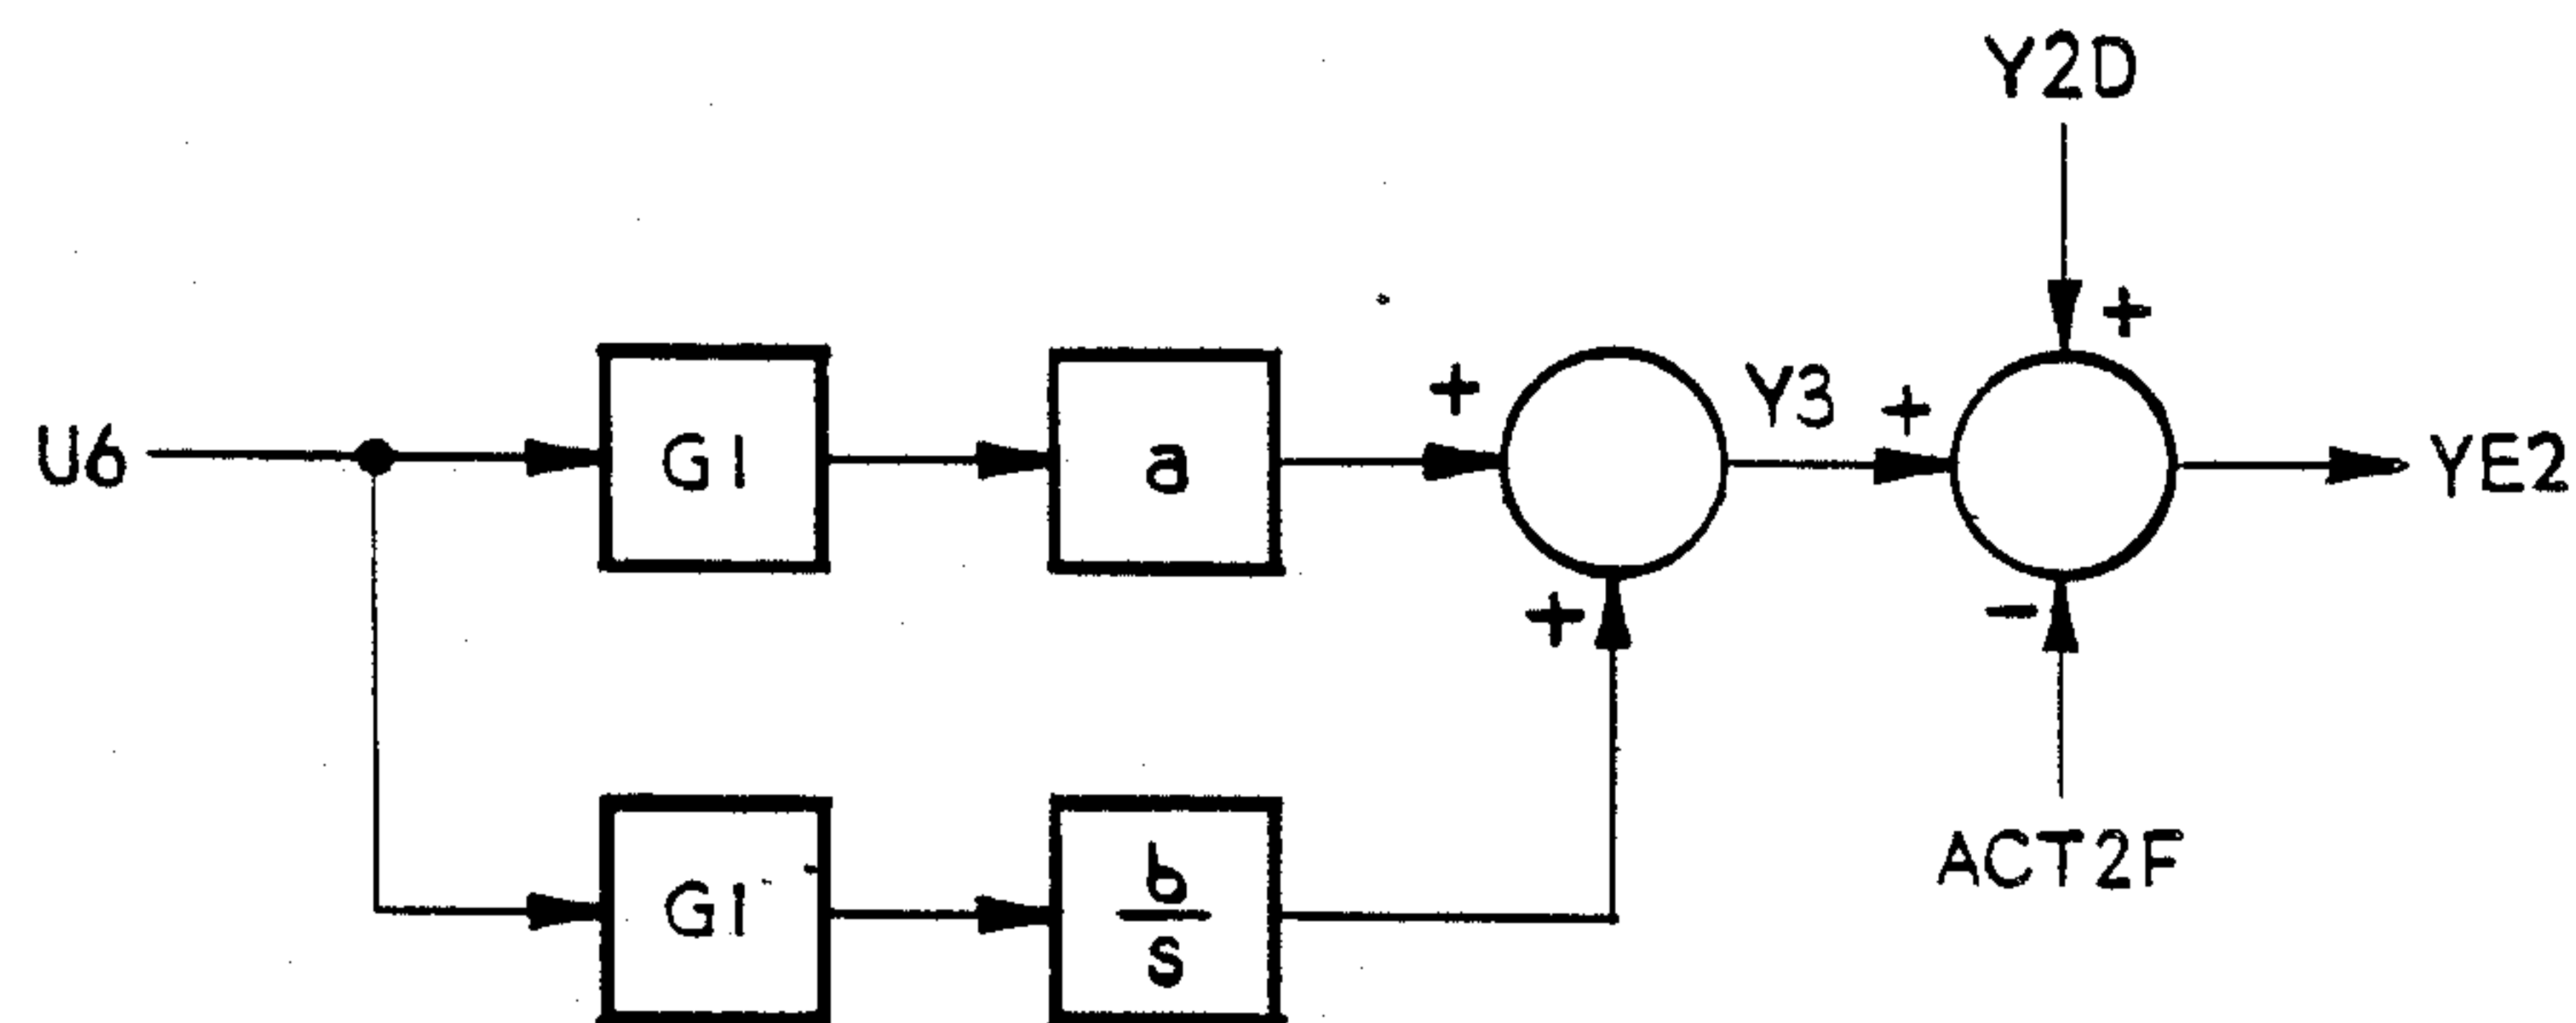 Y2D
+
U6
G1
a
+
Y3
+
YE2
+
-
ACT2F
G1
b
s